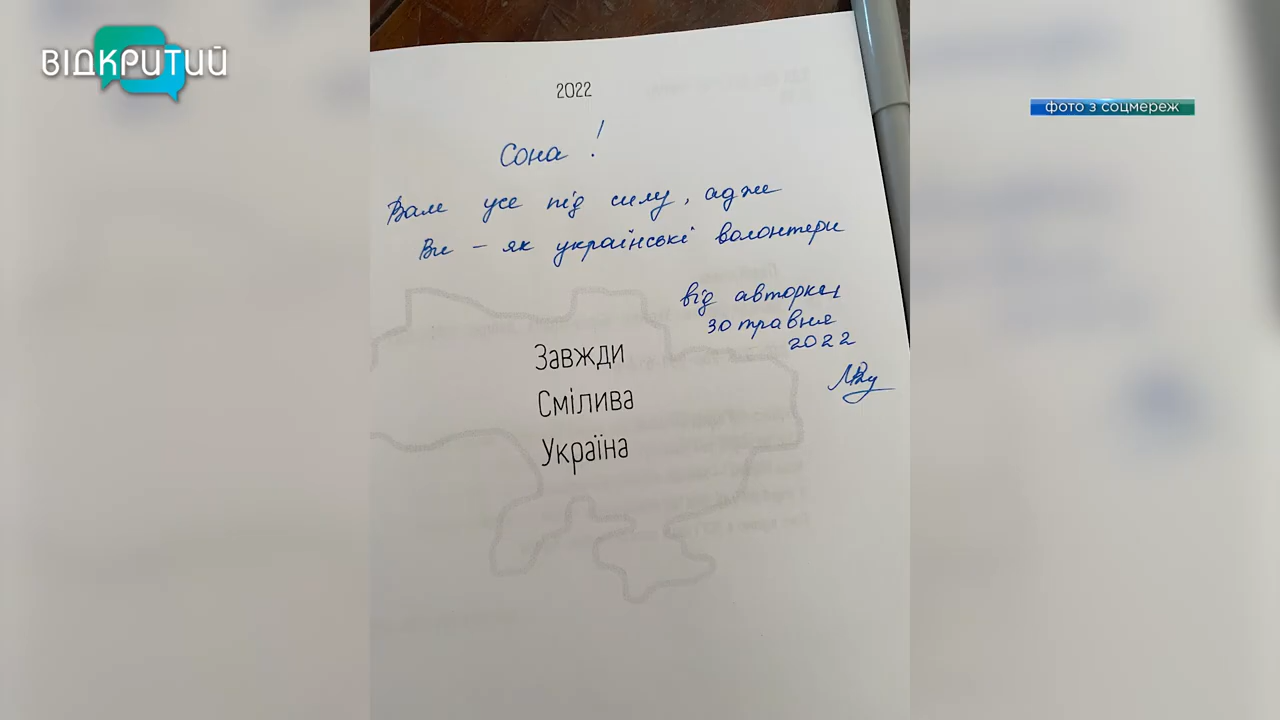 ВІДКРИТИЙ
фото з соцмереж
2022
Сона!
Вам усе під силу, адже
Ви – як українські волонтери
від авторки
30 травня
2022
Завжди
Смілива
Україна